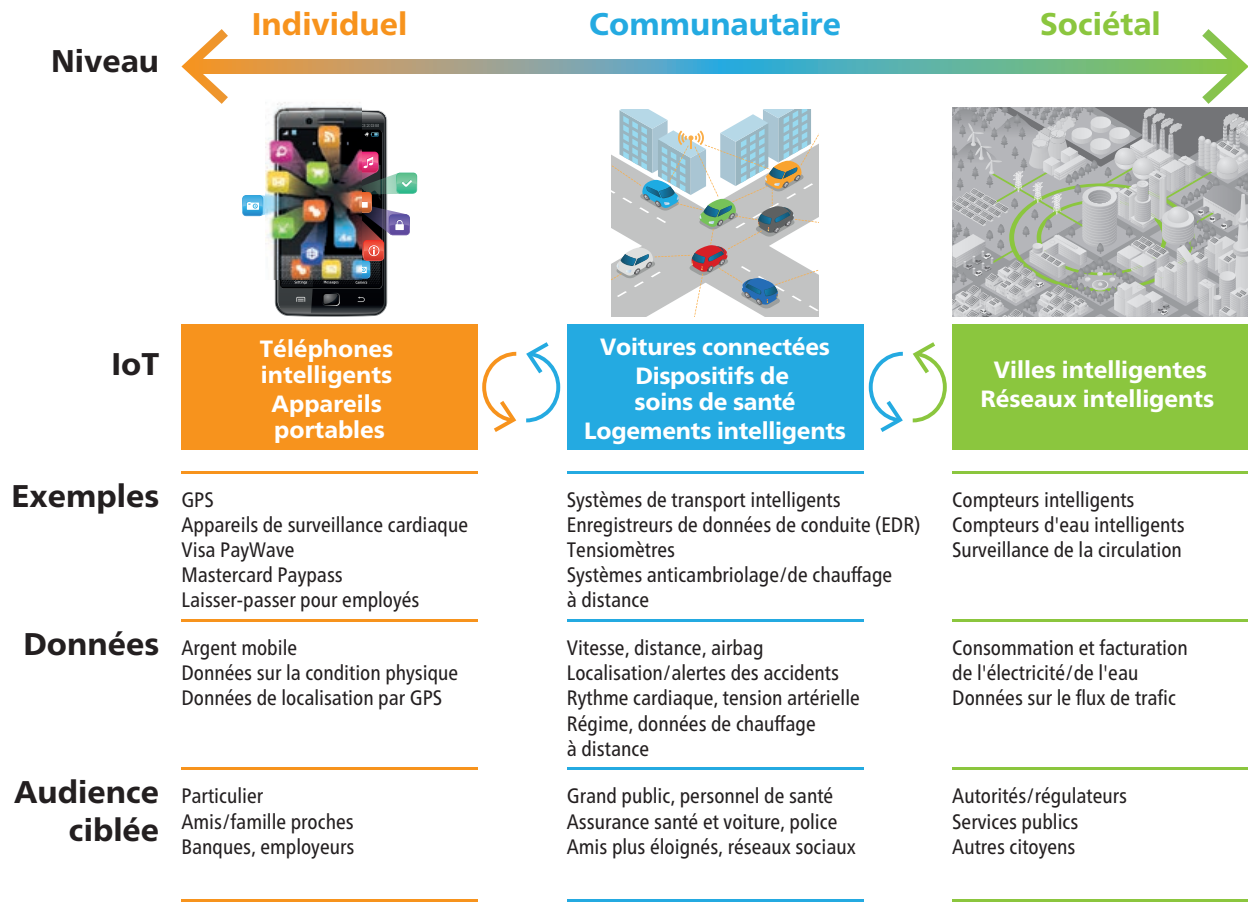 Individuel
Communautaire
Sociétal
Niveau
Settings
Messages
Camera
IoT
Téléphones
intelligents
Appareils
portables
Voitures connectées
Dispositifs de
soins de santé
Logements intelligents
Villes intelligentes
Réseaux intelligents
Exemples
GPS
Appareils de surveillance cardiaque
Visa PayWave
Mastercard Paypass
Laisser-passer pour employés
Systèmes de transport intelligents
Enregistreurs de données de conduite (EDR)
Tensiomètres
Systèmes anticambriolage/de chauffage
à distance
Compteurs intelligents
Compteurs d'eau intelligents
Surveillance de la circulation
Données
Argent mobile
Données sur la condition physique
Données de localisation par GPS
Vitesse, distance, airbag
Localisation/alertes des accidents
Rythme cardiaque, tension artérielle
Régime, données de chauffage
à distance
Consommation et facturation
de l'électricité/de l'eau
Données sur le flux de trafic
Audience
ciblée
Particulier
Amis/famille proches
Banques, employeurs
Grand public, personnel de santé
Assurance santé et voiture, police
Amis plus éloignés, réseaux sociaux
Autorités/régulateurs
Services publics
Autres citoyens